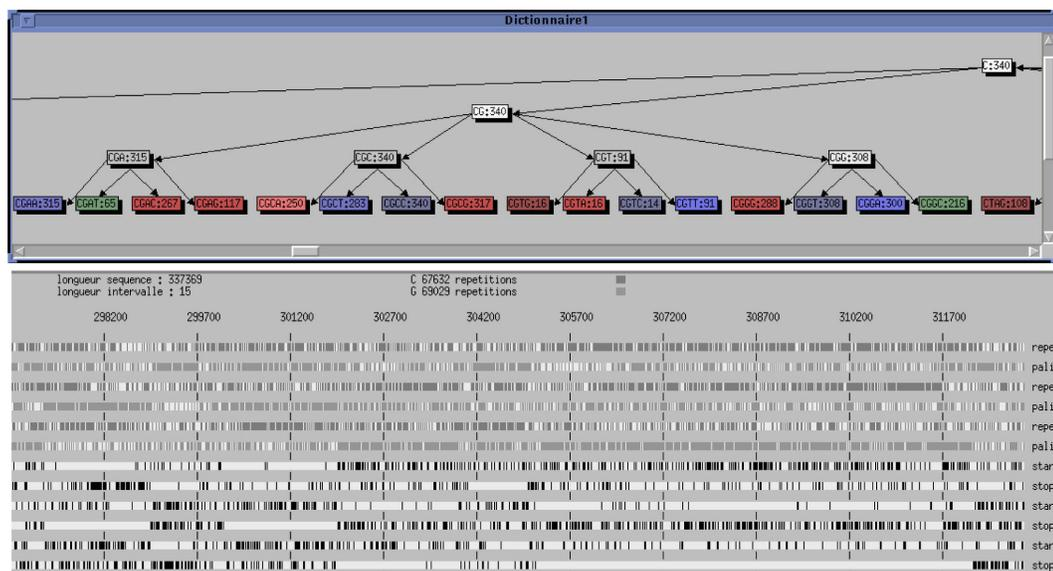 Dictionnaire1
C:340
CG:340
CGA:315 CGC:340 CGT:91 CGG:308
CGAA:315 CGAT:65 CGAC:267 CGAG:117 CGCA:250 CGCT:283 CGCC:340 CGCG:317 CGTG:16 CGTA:16 CGTC:14 CGTT:91 CGGG:288 CGGT:308 CGGA:300 CGGC:216 CTAG:108
longueur sequence : 337369 C 67632 repetitions
longueur intervalle : 15 G 69029 repetitions
298200 299700 301200 302700 304200 305700 307200 308700 310200 311700
repe
pali
repe
pali
repe
pali
star
stop
star
stop
star
stop